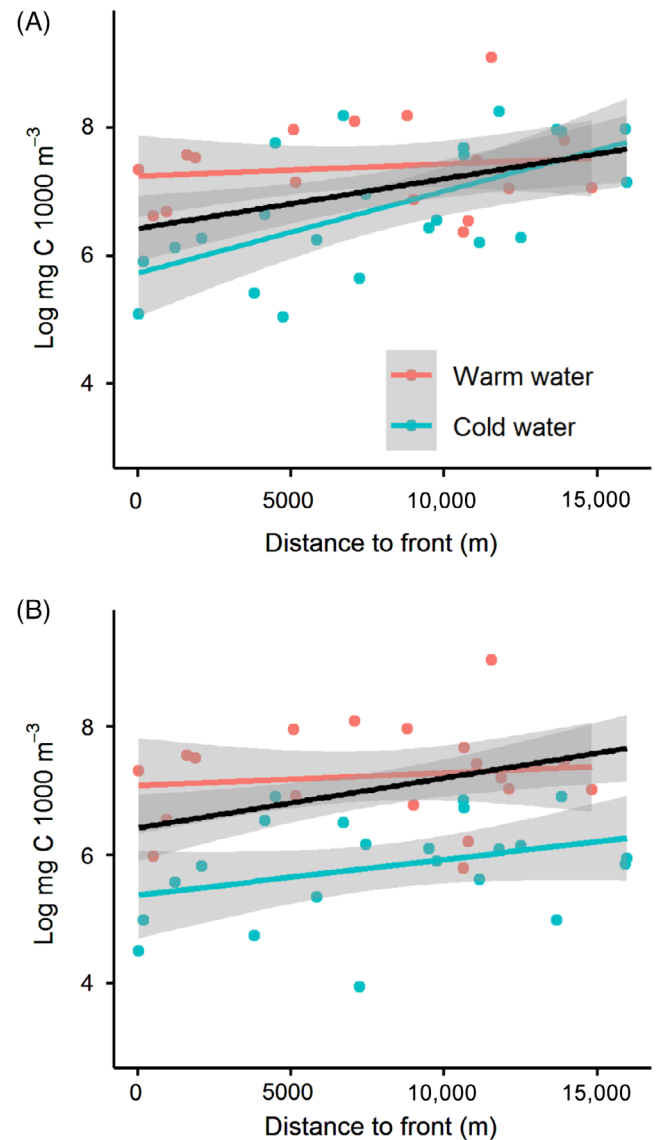 (A)
8
6
4
Log mg C 1000 m⁻³
Warm water
Cold water
0 5000 10,000 15,000
Distance to front (m)
(B)
8
6
4
Log mg C 1000 m⁻³
0 5000 10,000 15,000
Distance to front (m)